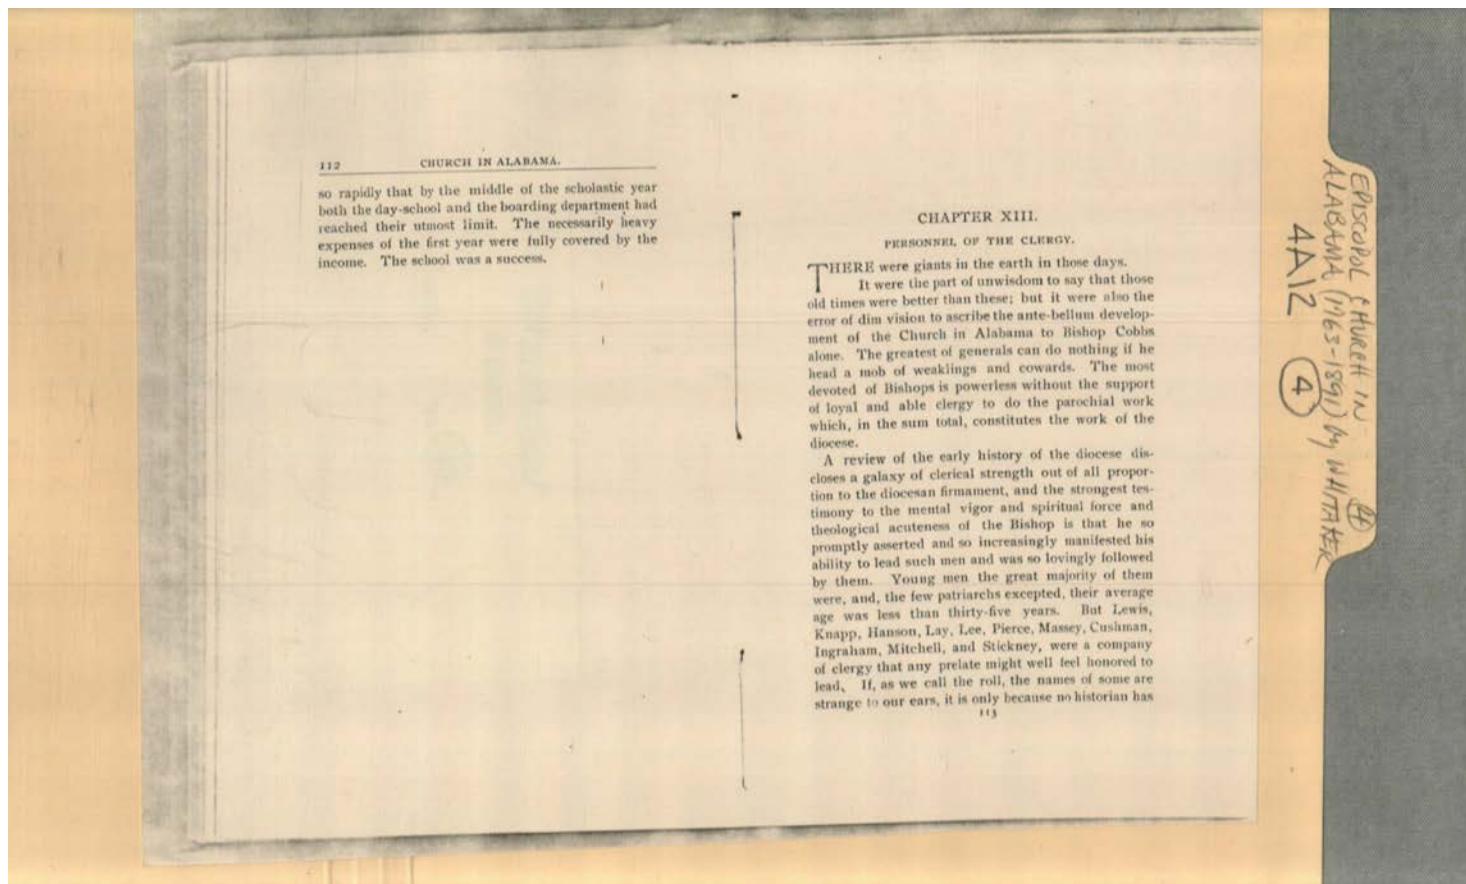 112 CHURCH IN ALABAMA.
so rapidly that by the middle of the scholastic year
both the day-school and the boarding department had
reached their utmost limit. The necessarily heavy
expenses of the first year were fully covered by the
income. The school was a success.
CHAPTER XIII.
PERSONNEL OF THE CLERGY.
THERE were giants in the earth in those days.
It were the part of unwisdom to say that those
old times were better than these; but it were also the
error of dim vision to ascribe the ante-bellum develop-
ment of the Church in Alabama to Bishop Cobbs
alone. The greatest of generals can do nothing if he
head a mob of weaklings and cowards. The most
devoted of Bishops is powerless without the support
of loyal and able clergy to do the parochial work
which, in the sum total, constitutes the work of the
diocese.
A review of the early history of the diocese dis-
closes a galaxy of clerical strength out of all propor-
tion to the diocesan firmament, and the strongest tes-
timony to the mental vigor and spiritual force and
theological acuteness of the Bishop is that he so
promptly asserted and so increasingly manifested his
ability to lead such men and was so lovingly followed
by them. Young men the great majority of them
were, and, the few patriarchs excepted, their average
age was less than thirty-five years. But Lewis,
Knapp, Hanson, Lay, Lee, Pierce, Massey, Cushman,
Ingraham, Mitchell, and Stickney, were a company
of clergy that any prelate might well feel honored to
lead. If, as we call the roll, the names of some are
strange to our ears, it is only because no historian has
113
EPISCOPOL CHURCH IN
ALABAMA (1763-1891) by WHITAKER
4A12 4